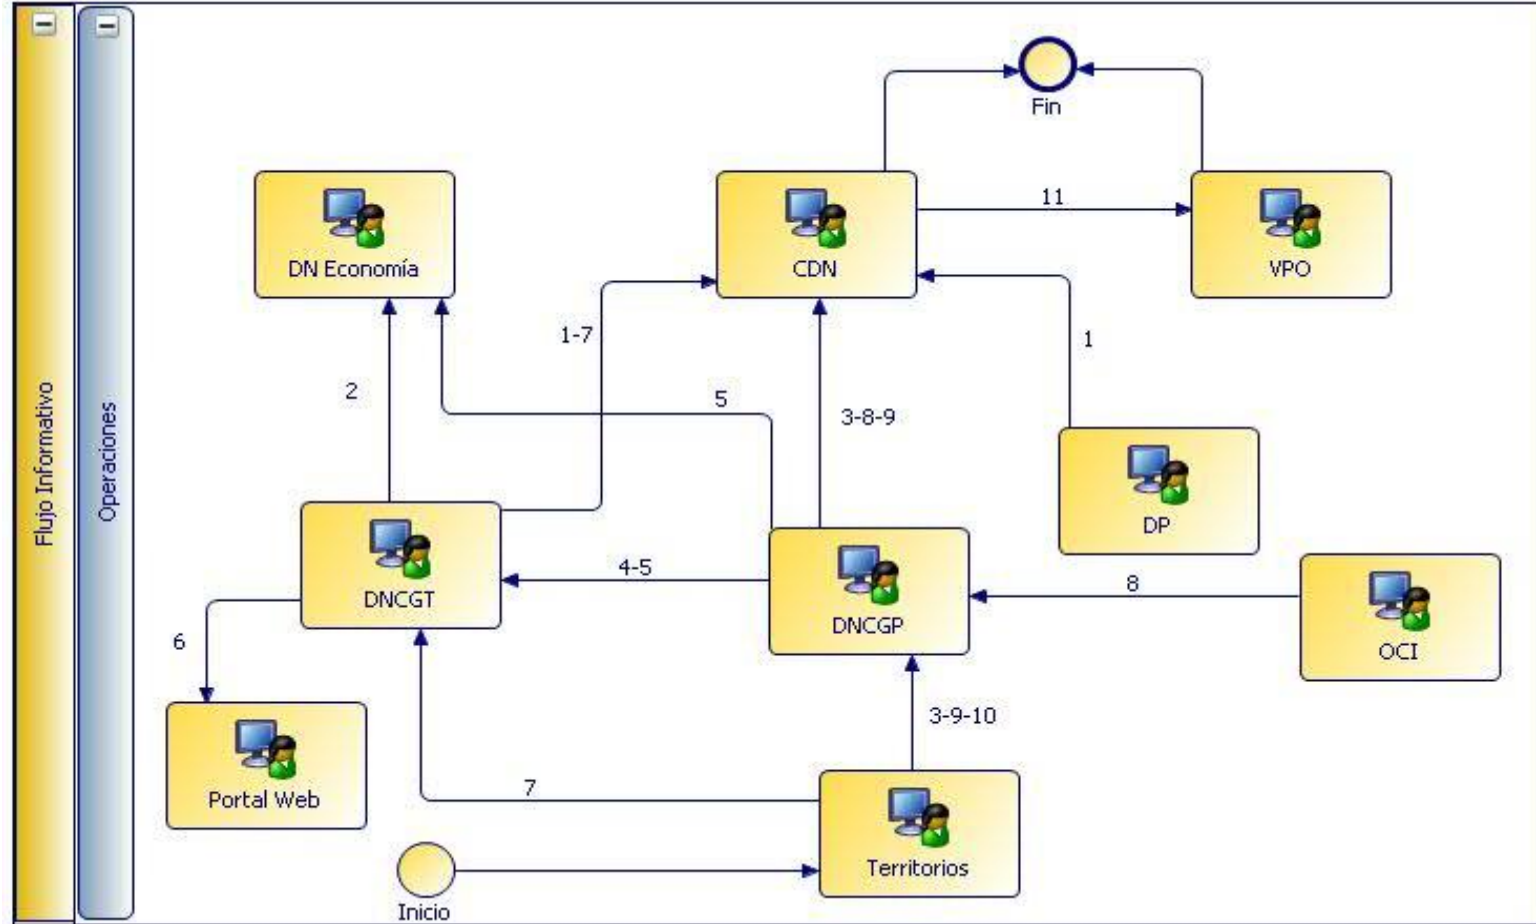 Flujo Informativo
Operaciones
Fin
DN Economía
CDN
11
VPO
1-7
1
2
5
3-8-9
DP
DNCGT
4-5
DNCGP
8
OCI
6
3-9-10
Portal Web
7
Territorios
Inicio